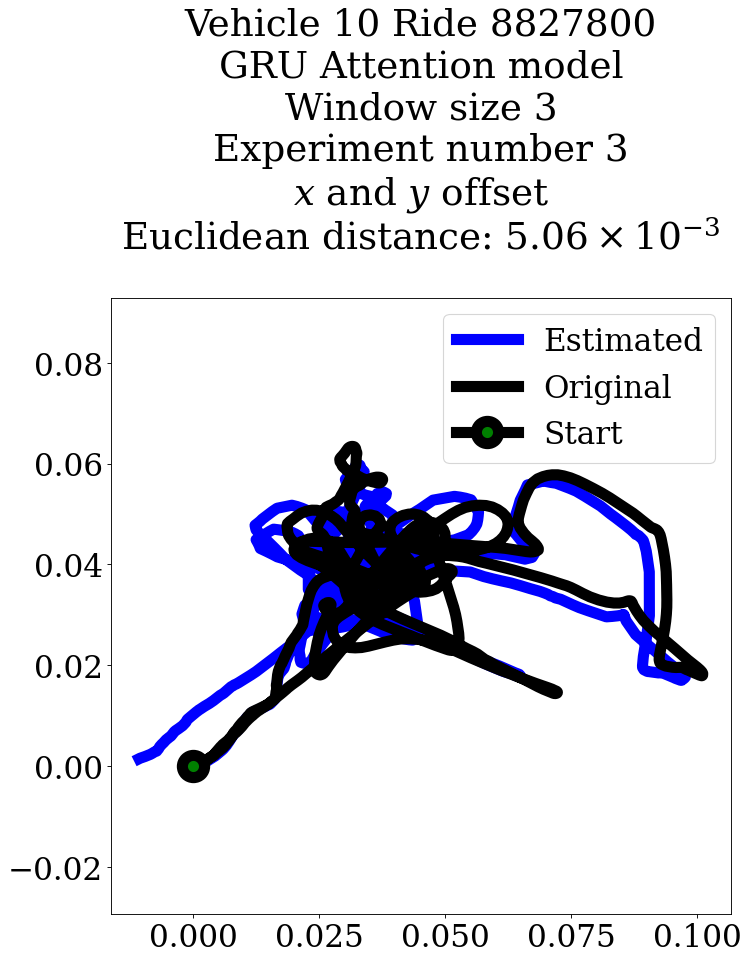 Vehicle 10 Ride 8827800
GRU Attention model
Window size 3
Experiment number 3
x and y offset
Euclidean distance: 5.06 × 10⁻³
Estimated
Original
Start
0.08
0.06
0.04
0.02
0.00
−0.02
0.000 0.025 0.050 0.075 0.100